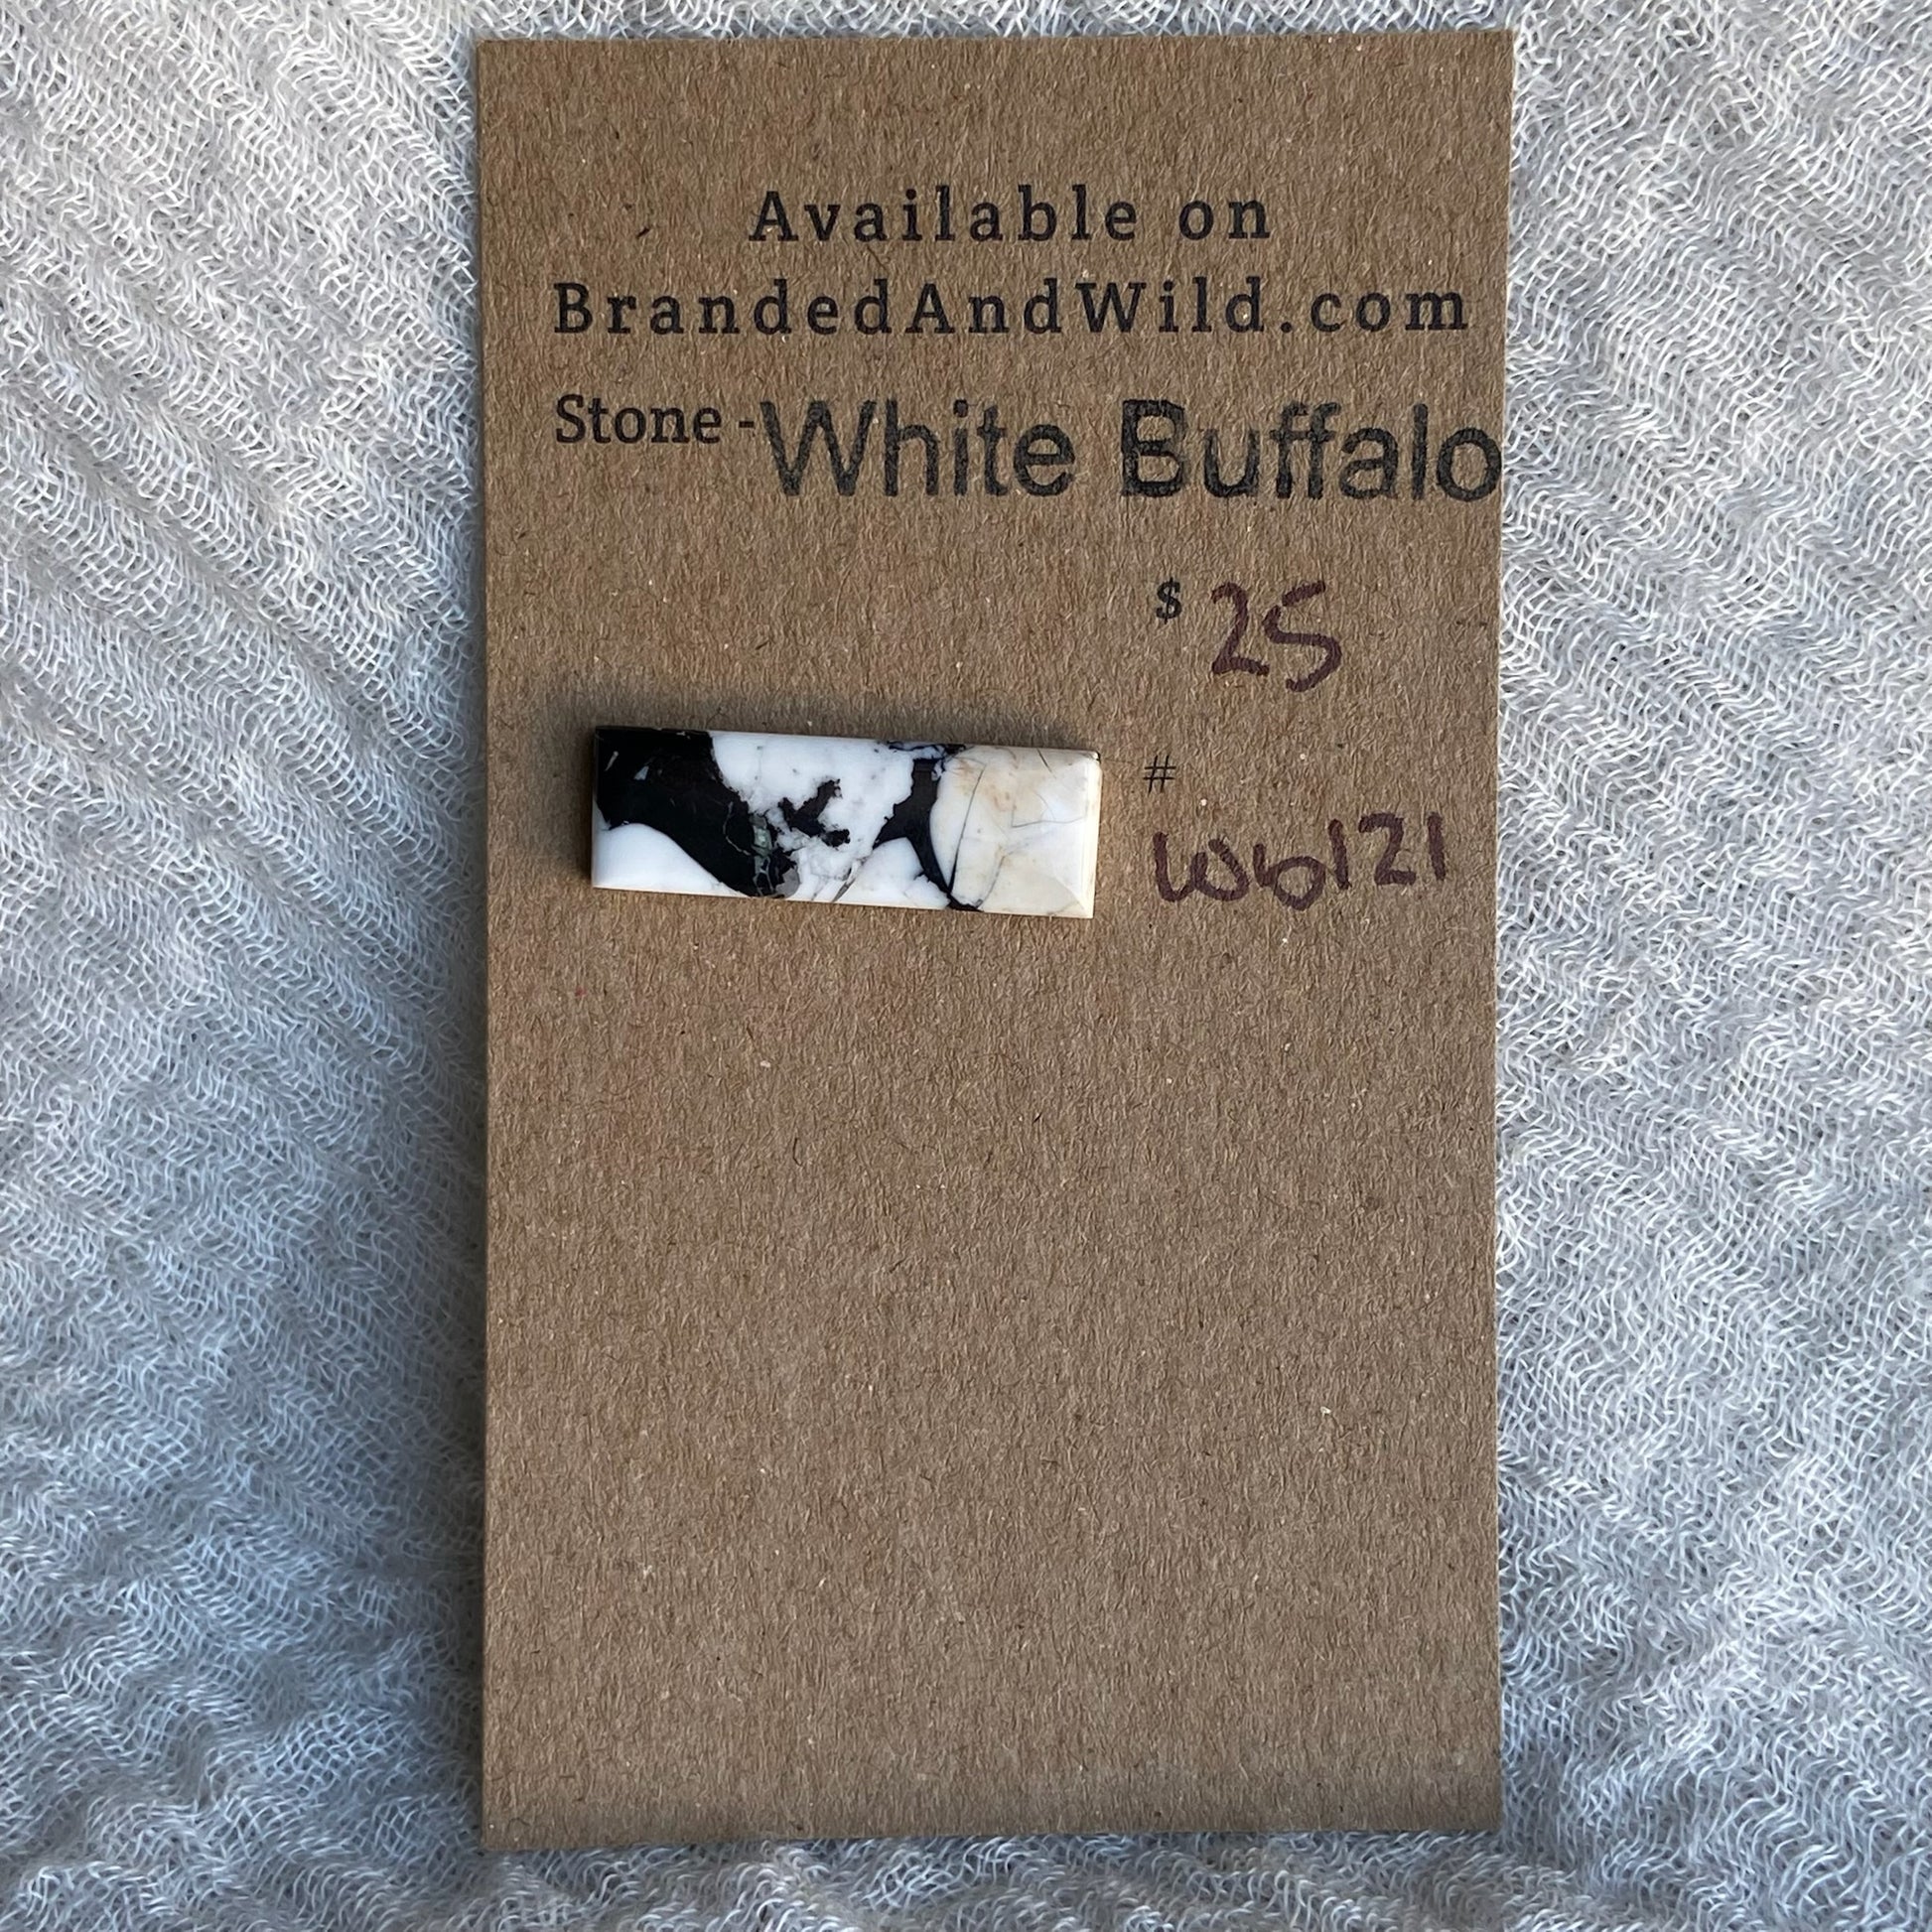 Available on
BrandedAndWild.com
Stone - White Buffalo
$ 25
#
Wb121